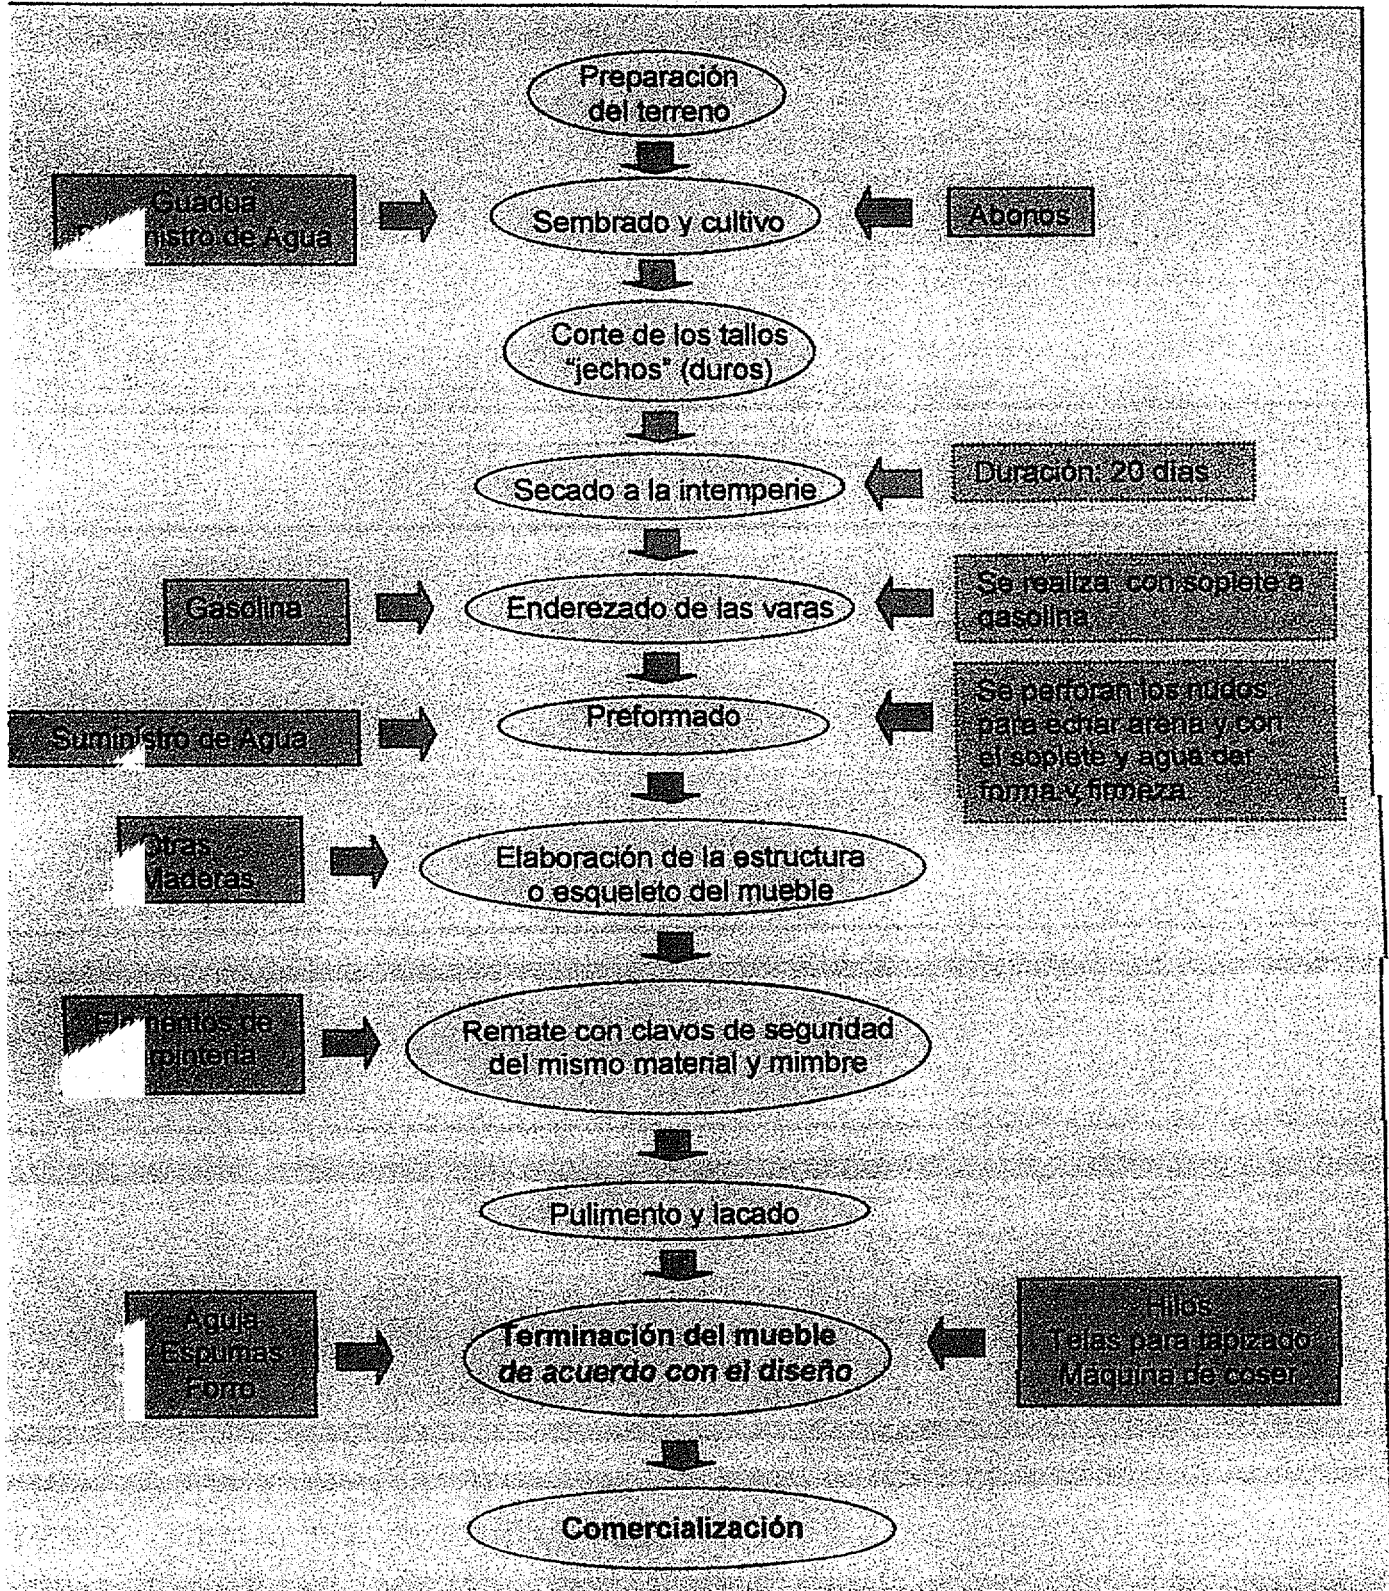 Preparación
del terreno
Guadua
de Agua
Sembrado y cultivo
Abonos
Corte de los tallos
"jechos" (duros)
Secado a la intemperie
Duración: 20 días
Gasolina
Enderezado de las varas
Se realiza con soplete a
gasolina
Suministro de Agua
Preformado
Se perforan los nudos
para echar arena y con
el soplete y agua dar
forma y firmeza
Otras
Maderas
Elaboración de la estructura
o esqueleto del mueble
Elementos de
Remate con clavos de seguridad
del mismo material y mimbre
Pulimento y lacado
Aguja
Espumas
Forro
Terminación del mueble
de acuerdo con el diseño
Hilos
Telas para tapizado
Maquina de coser
Comercialización